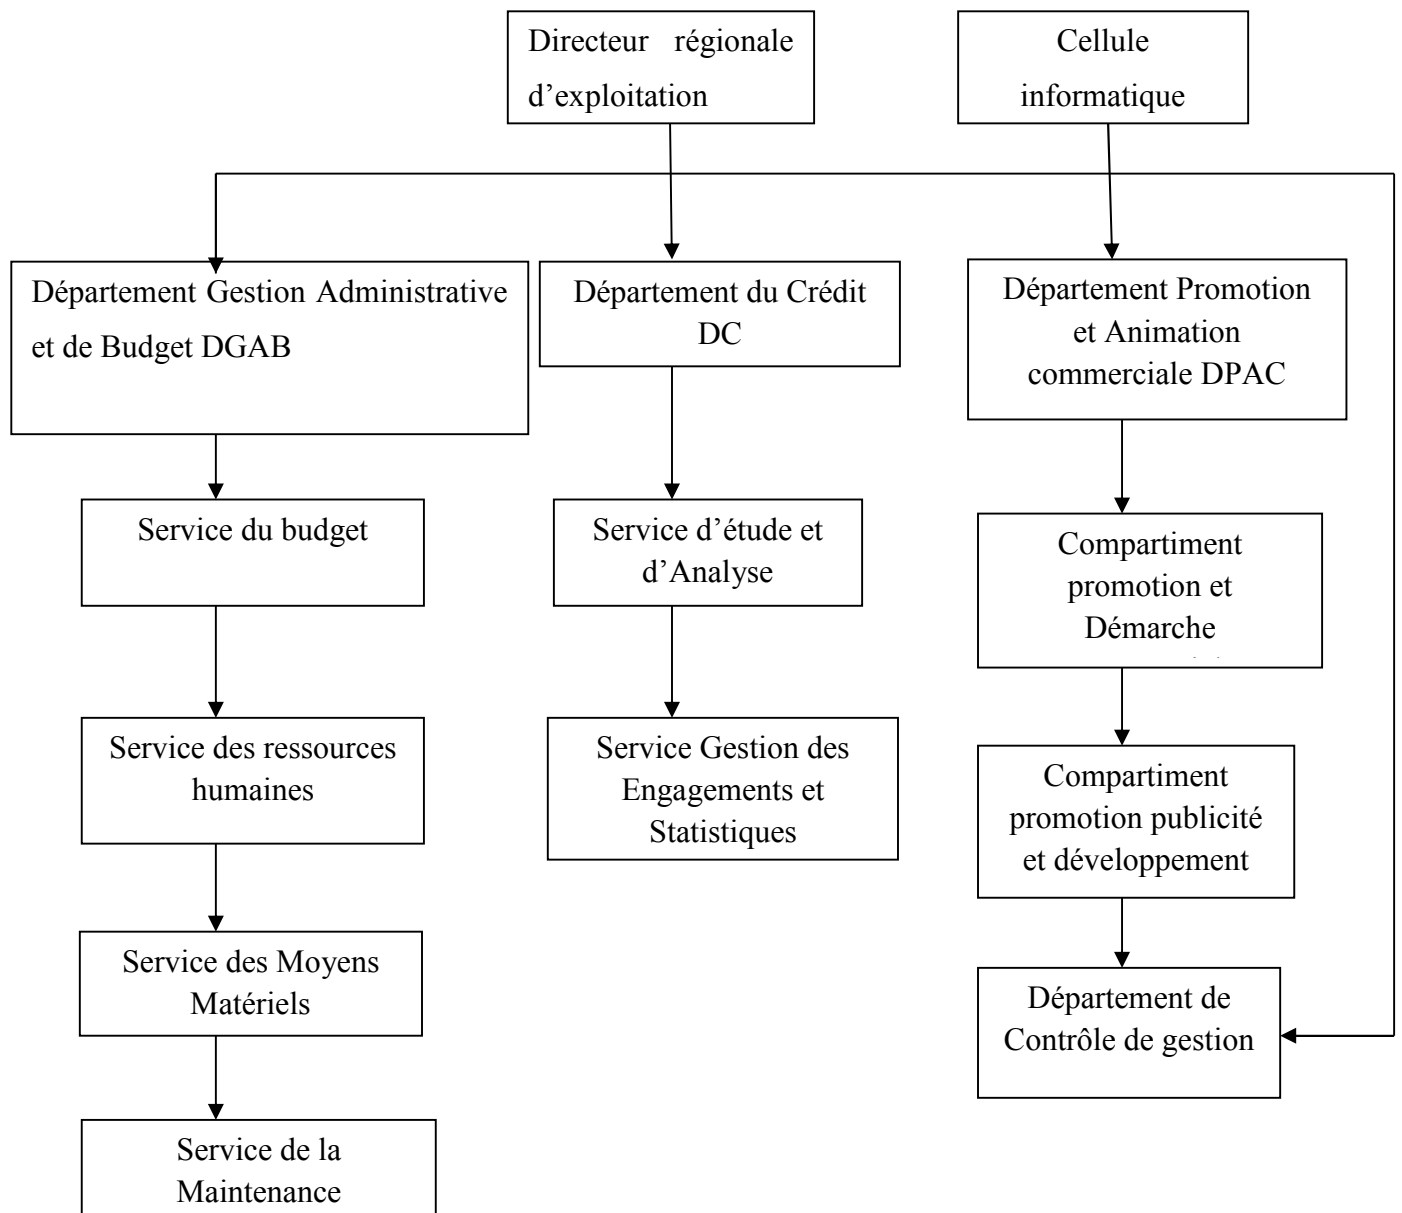 Directeur régionale
d’exploitation
Cellule
informatique
Département Gestion Administrative
et de Budget DGAB
Département du Crédit
DC
Département Promotion
et Animation
commerciale DPAC
Service du budget
Service d’étude et
d’Analyse
Compartiment
promotion et
Démarche
Service des ressources
humaines
Service Gestion des
Engagements et
Statistiques
Compartiment
promotion publicité
et développement
Service des Moyens
Matériels
Département de
Contrôle de gestion
Service de la
Maintenance